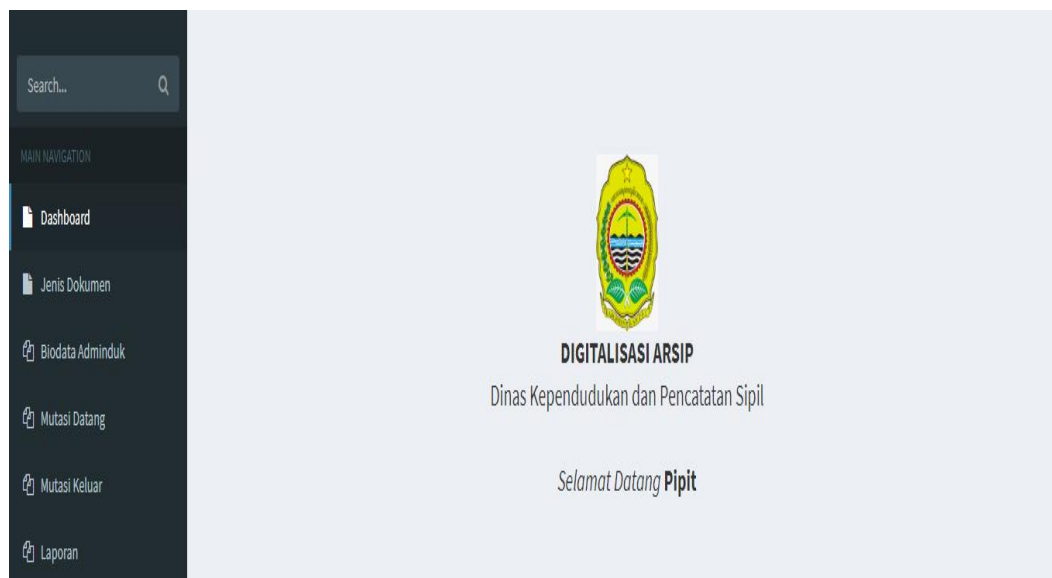 Search...
MAIN NAVIGATION
Dashboard
Jenis Dokumen
Biodata Adminduk
Mutasi Datang
Mutasi Keluar
Laporan
DIGITALISASI ARSIP
Dinas Kependudukan dan Pencatatan Sipil
Selamat Datang Pipit